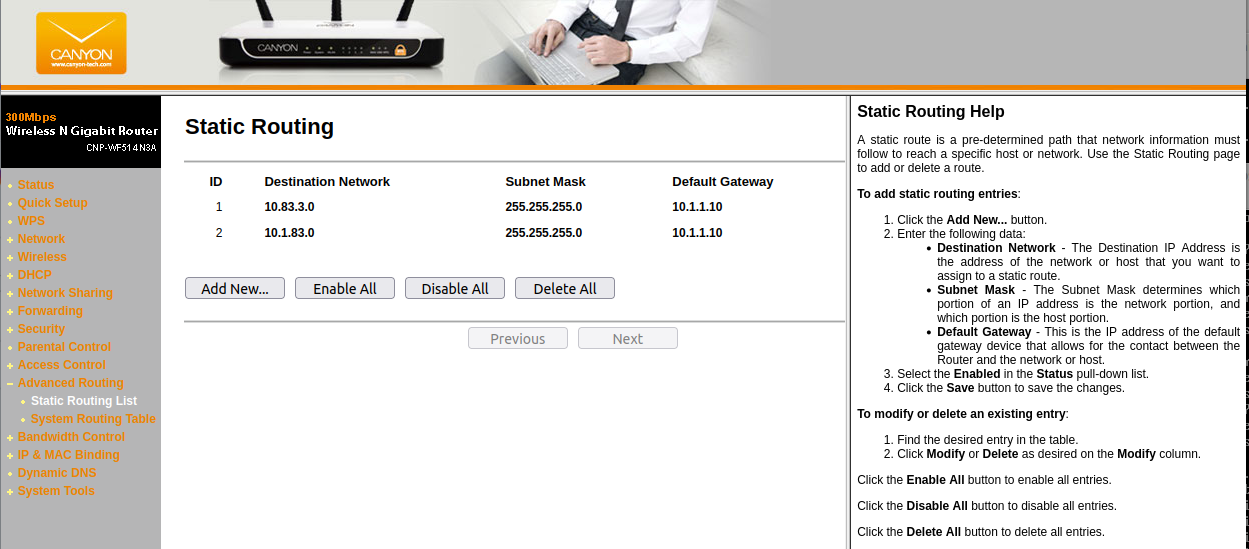 CANYON
www.canyon-tech.com
CANYON
300Mbps
Wireless N Gigabit Router
CNP-WF514N3A
Status
Quick Setup
WPS
Network
Wireless
DHCP
Network Sharing
Forwarding
Security
Parental Control
Access Control
Advanced Routing
Static Routing List
System Routing Table
Bandwidth Control
IP & MAC Binding
Dynamic DNS
System Tools
Static Routing
ID Destination Network Subnet Mask Default Gateway
1 10.83.3.0 255.255.255.0 10.1.1.10
2 10.1.83.0 255.255.255.0 10.1.1.10
Add New... Enable All Disable All Delete All
Previous Next
Static Routing Help
A static route is a pre-determined path that network information must
follow to reach a specific host or network. Use the Static Routing page
to add or delete a route.
To add static routing entries:
1. Click the Add New... button.
2. Enter the following data:
• Destination Network - The Destination IP Address is
the address of the network or host that you want to
assign to a static route.
• Subnet Mask - The Subnet Mask determines which
portion of an IP address is the network portion, and
which portion is the host portion.
• Default Gateway - This is the IP address of the default
gateway device that allows for the contact between the
Router and the network or host.
3. Select the Enabled in the Status pull-down list.
4. Click the Save button to save the changes.
To modify or delete an existing entry:
1. Find the desired entry in the table.
2. Click Modify or Delete as desired on the Modify column.
Click the Enable All button to enable all entries.
Click the Disable All button to disable all entries.
Click the Delete All button to delete all entries.